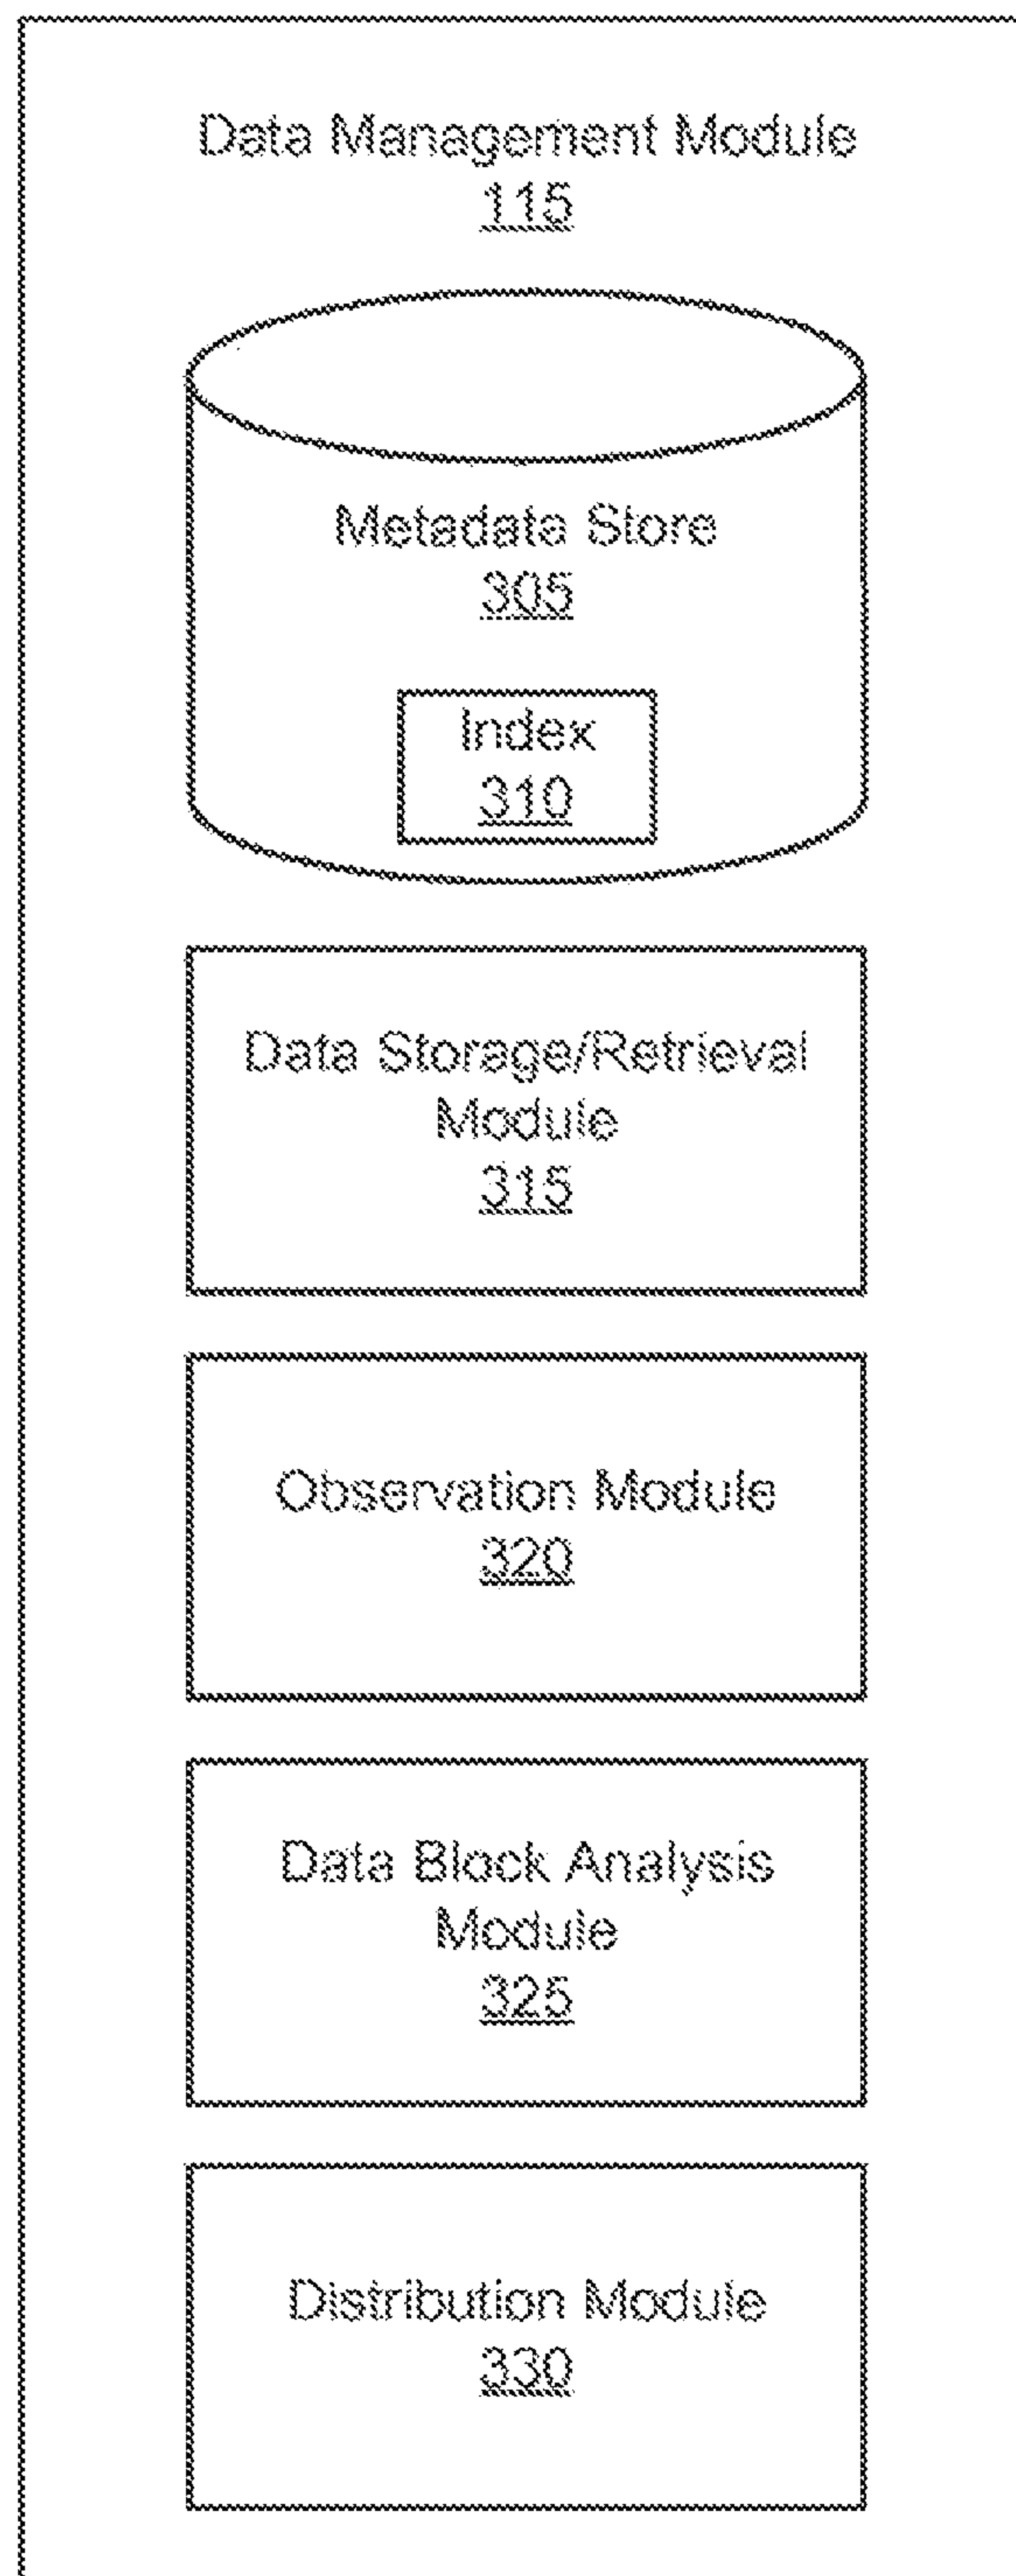 Data Management Module
115
Metadata Store
305
Index
310
Data Storage/Retrieval
Module
315
Observation Module
320
Data Block Analysis
Module
325
Distribution Module
330